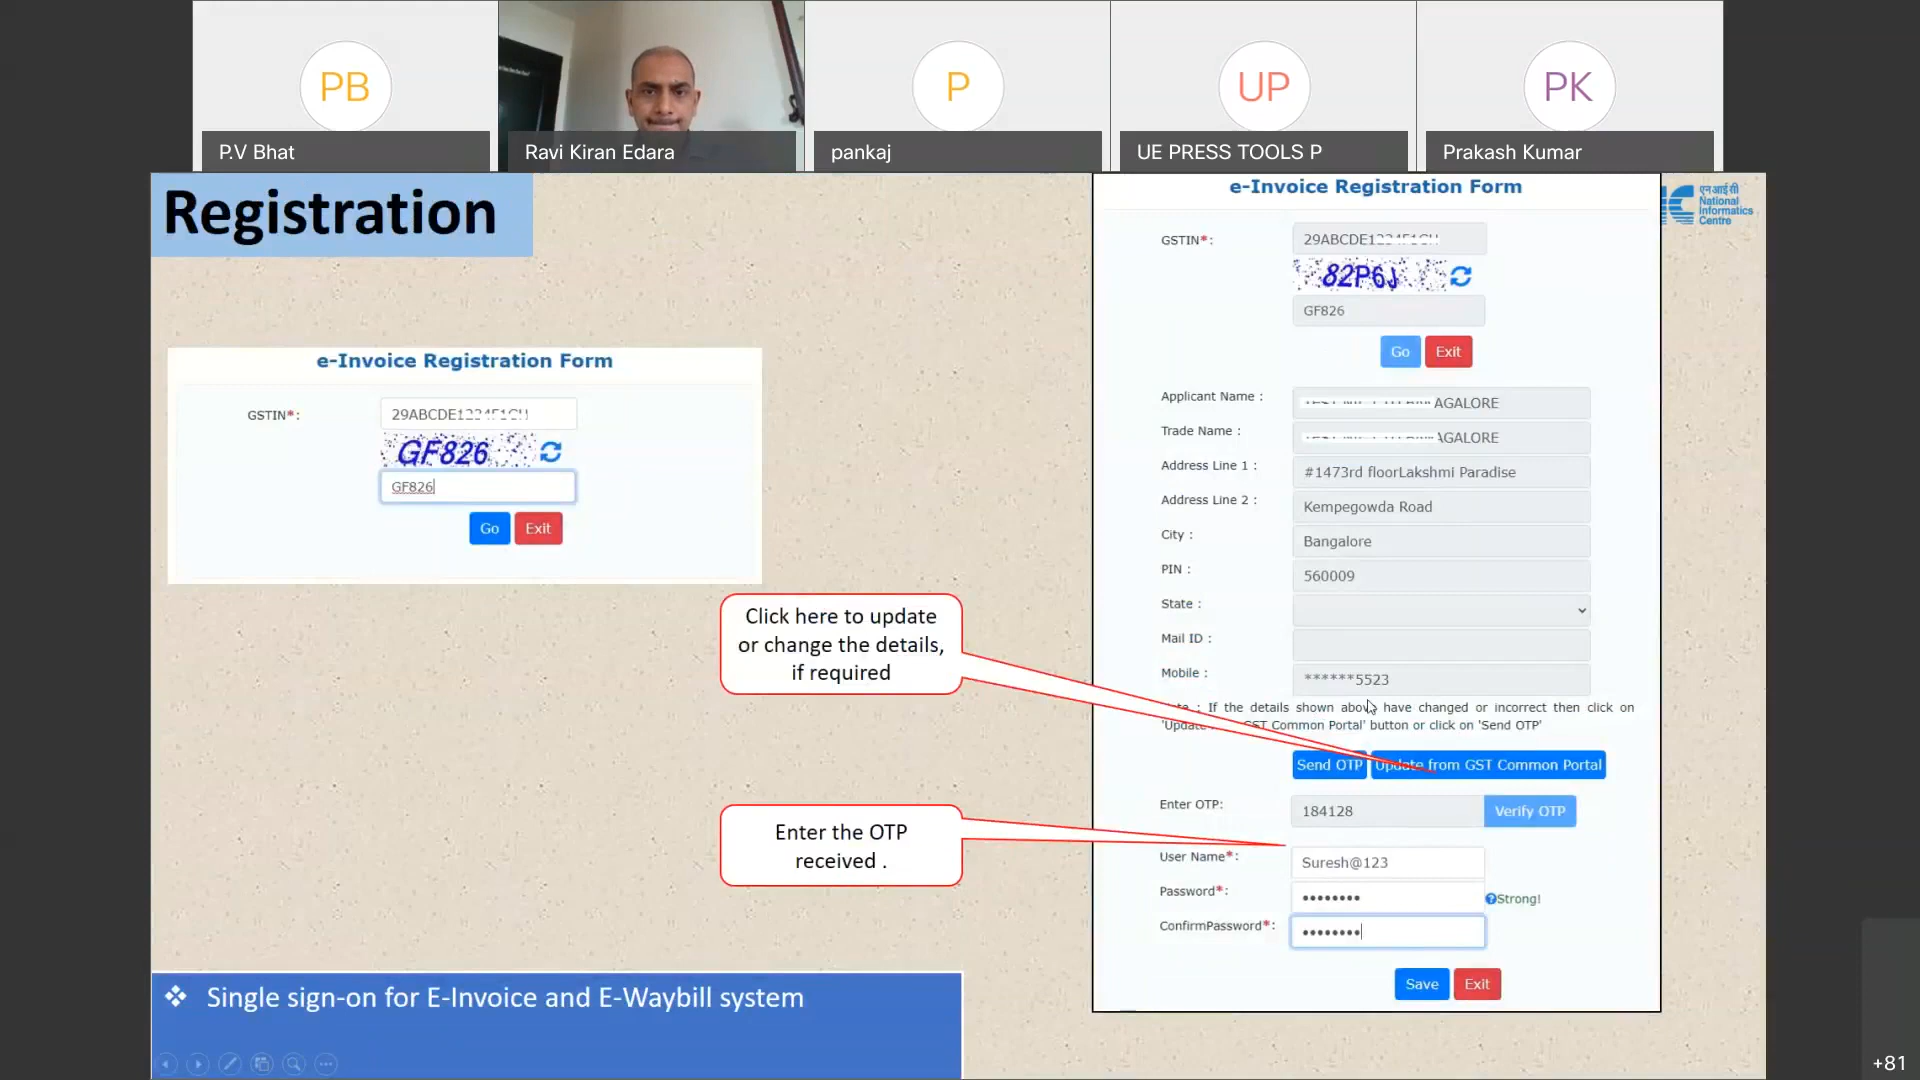 PB
P.V Bhat
Ravi Kiran Edara
P
pankaj
UP
UE PRESS TOOLS P
PK
Prakash Kumar
Registration
एनआईसी
National
Informatics
Centre
e-Invoice Registration Form
GSTIN*:
GF826
GF826
Go Exit
Click here to update
or change the details,
if required
Enter the OTP
received .
Single sign-on for E-Invoice and E-Waybill system
e-Invoice Registration Form
GSTIN*:
82P6J
GF826
Go Exit
Applicant Name : AGALORE
Trade Name : AGALORE
Address Line 1 : #1473rd floorLakshmi Paradise
Address Line 2 : Kempegowda Road
City : Bangalore
PIN : 560009
State :
Mail ID :
Mobile : ******5523
: If the details shown above have changed or incorrect then click on
'Update GST Common Portal' button or click on 'Send OTP'
Send OTP Update from GST Common Portal
Enter OTP: 184128 Verify OTP
User Name*: Suresh@123
Password*: •••••••• Strong!
ConfirmPassword*: ••••••••
Save Exit
+81